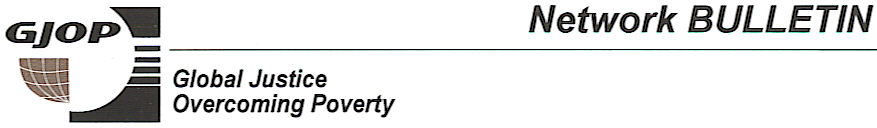 GJOP
Network BULLETIN
Global Justice
Overcoming Poverty